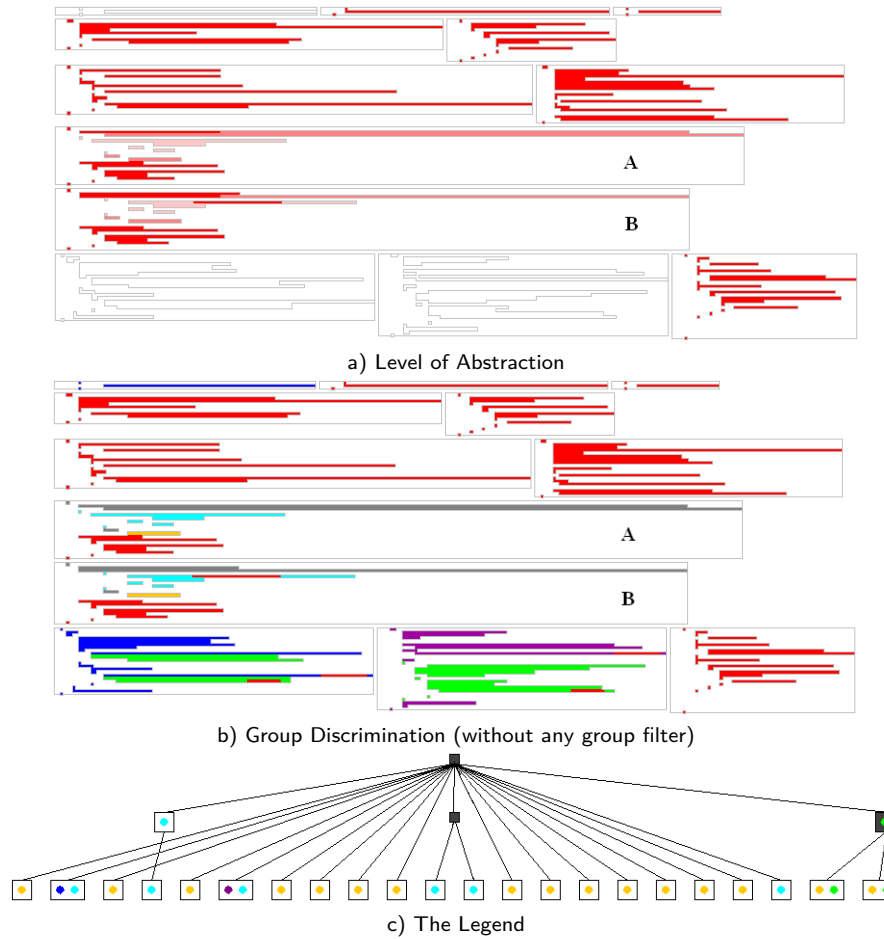 A
B
a) Level of Abstraction
A
B
b) Group Discrimination (without any group filter)
c) The Legend